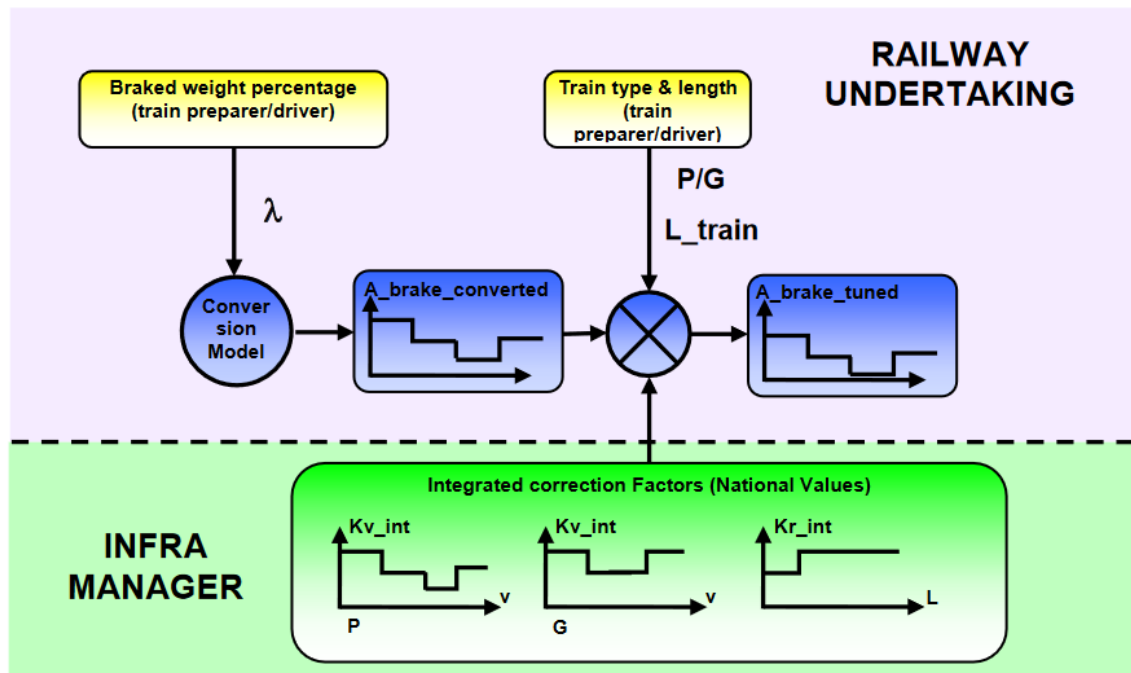 RAILWAY
UNDERTAKING
Braked weight percentage
(train preparer/driver)
Train type & length
(train
preparer/driver)
λ
P/G
L_train
Conver
sion
Model
A_brake_converted
A_brake_tuned
INFRA
MANAGER
Integrated correction Factors (National Values)
Kv_int
v
P
Kv_int
v
G
Kr_int
L